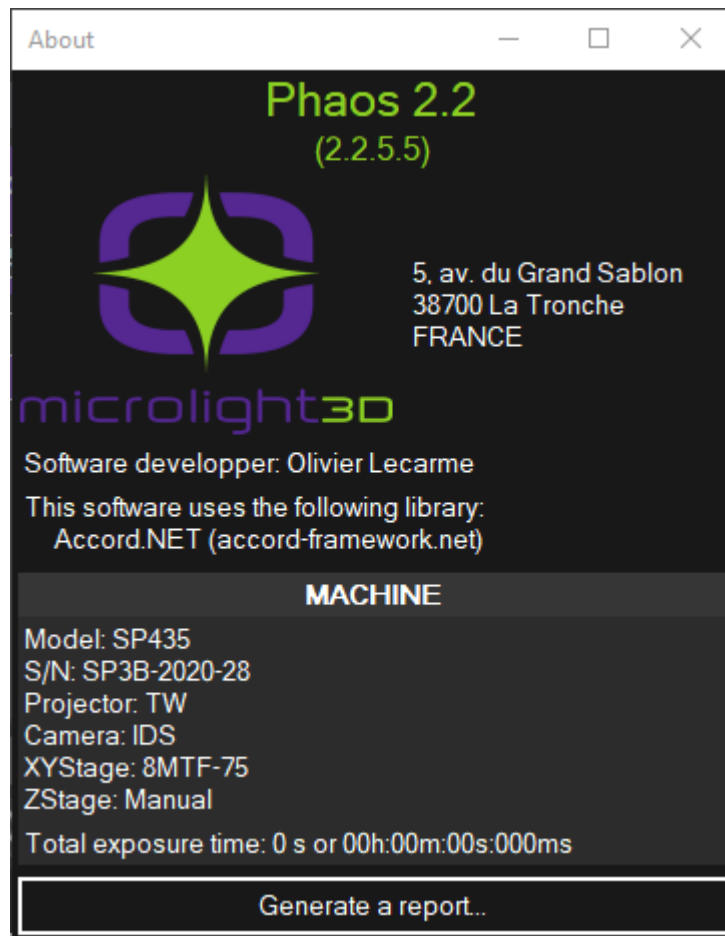 About
Phaos 2.2
(2.2.5.5)
5, av. du Grand Sablon
38700 La Tronche
FRANCE
microlight3D
Software developper: Olivier Lecarme
This software uses the following library:
Accord.NET (accord-framework.net)
MACHINE
Model: SP435
S/N: SP3B-2020-28
Projector: TW
Camera: IDS
XYStage: 8MTF-75
ZStage: Manual
Total exposure time: 0 s or 00h:00m:00s:000ms
Generate a report...